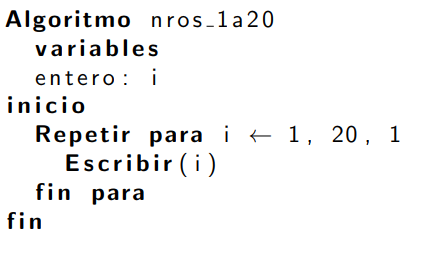 Algoritmo nros_1a20
variables
entero: i
inicio
Repetir para i ← 1, 20, 1
Escribir(i)
fin para
fin